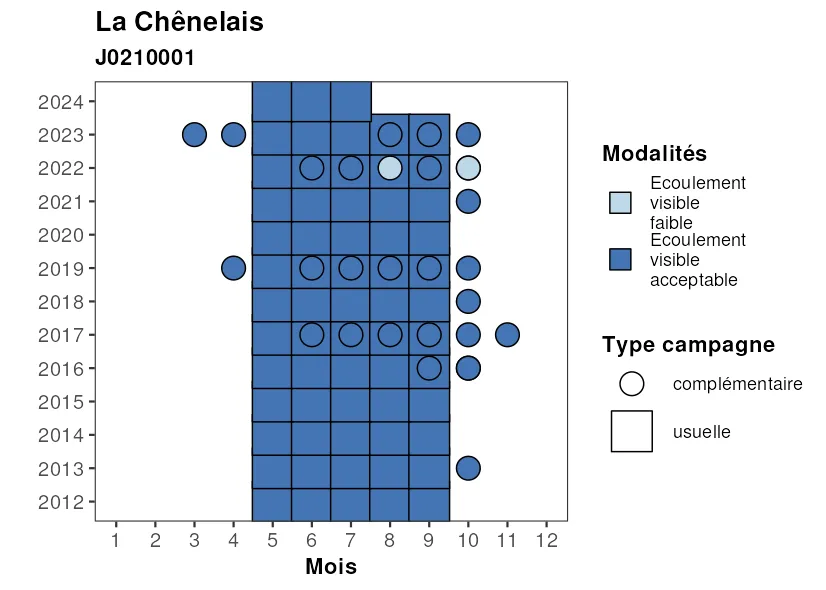 La Chênelais
J0210001
2024
2023
2022
2021
2020
2019
2018
2017
2016
2015
2014
2013
2012
1 2 3 4 5 6 7 8 9 10 11 12
Mois
Modalités
Ecoulement
visible
faible
Ecoulement
visible
acceptable
Type campagne
complémentaire
usuelle